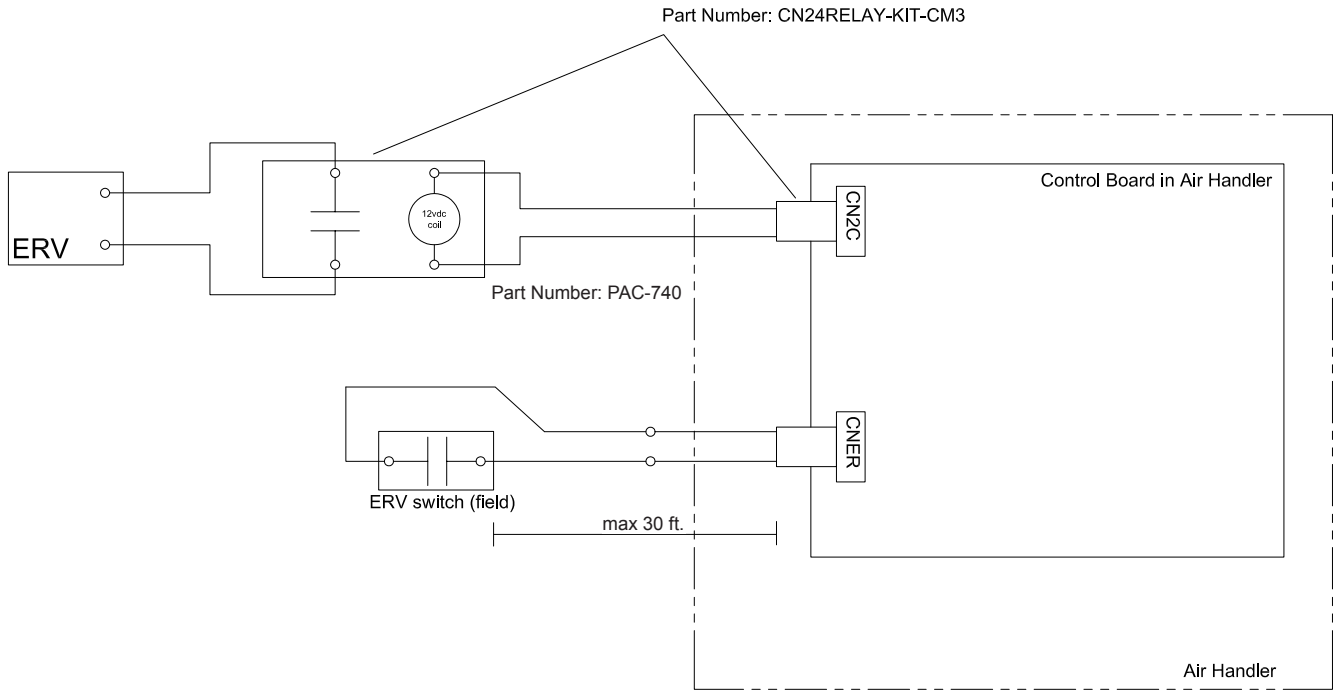 Part Number: CN24RELAY-KIT-CM3
Control Board in Air Handler
CN2C
12vdc
coil
ERV
Part Number: PAC-740
CNER
ERV switch (field)
max 30 ft.
Air Handler